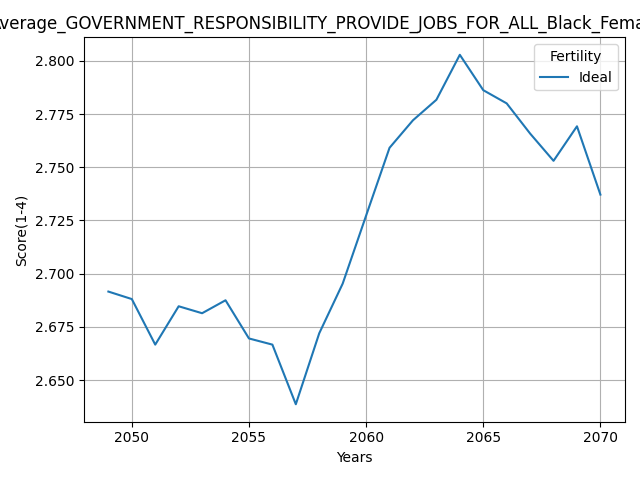 verage_GOVERNMENT_RESPONSIBILITY_PROVIDE_JOBS_FOR_ALL_Black_Fema
Fertility
Ideal
2.800
2.775
2.750
2.725
2.700
2.675
2.650
Score(1-4)
2050 2055 2060 2065 2070
Years